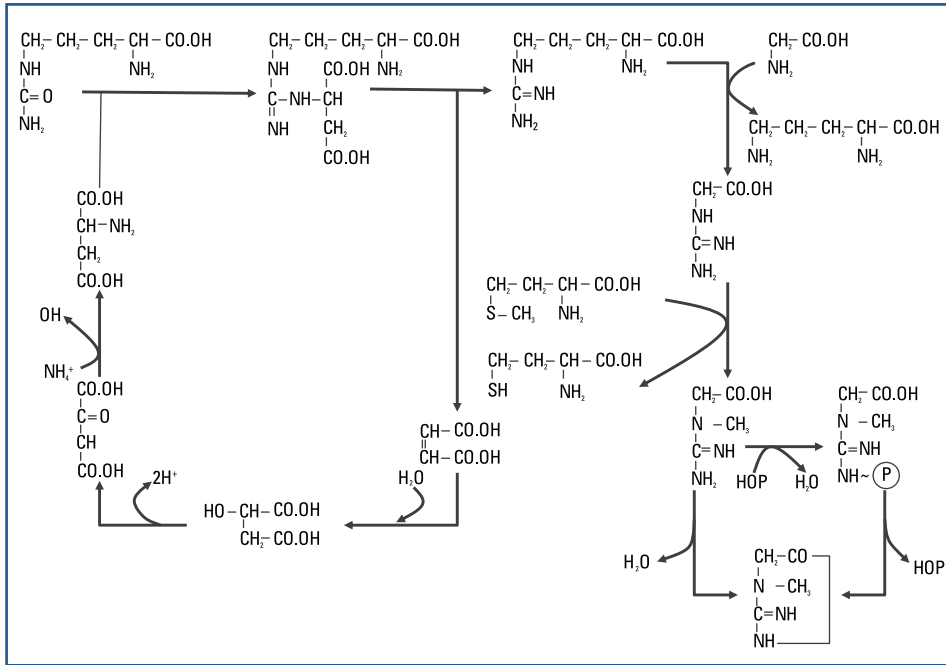 CH₂-CH₂-CH₂-CH-CO.OH
NH NH₂
C=O
NH₂
CH₂-CH₂-CH₂-CH-CO.OH
NH CO.OH NH₂
C-NH-CH
NH CH₂
CO.OH
CH₂-CH₂-CH₂-CH-CO.OH
NH NH₂
C=NH
NH₂
CH₂-CO.OH
NH₂
CH₂-CH₂-CH₂-CH-CO.OH
NH₂ NH₂
CO.OH
CH-NH₂
CH₂
CO.OH
CH₂-CO.OH
NH
C=NH
NH₂
OH
NH₄⁺
CH₂-CH₂-CH-CO.OH
S-CH₃ NH₂
CH₂-CH₂-CH-CO.OH
SH NH₂
CO.OH
C=O
CH
CO.OH
2H⁺
HO-CH-CO.OH
CH₂-CO.OH
CH-CO.OH
CH-CO.OH
H₂O
CH₂-CO.OH
N-CH₃
C=NH
NH₂
HOP H₂O
CH₂-CO.OH
N-CH₃
C=NH
NH~P
H₂O
HOP
CH₂-CO
N-CH₃
C=NH
NH